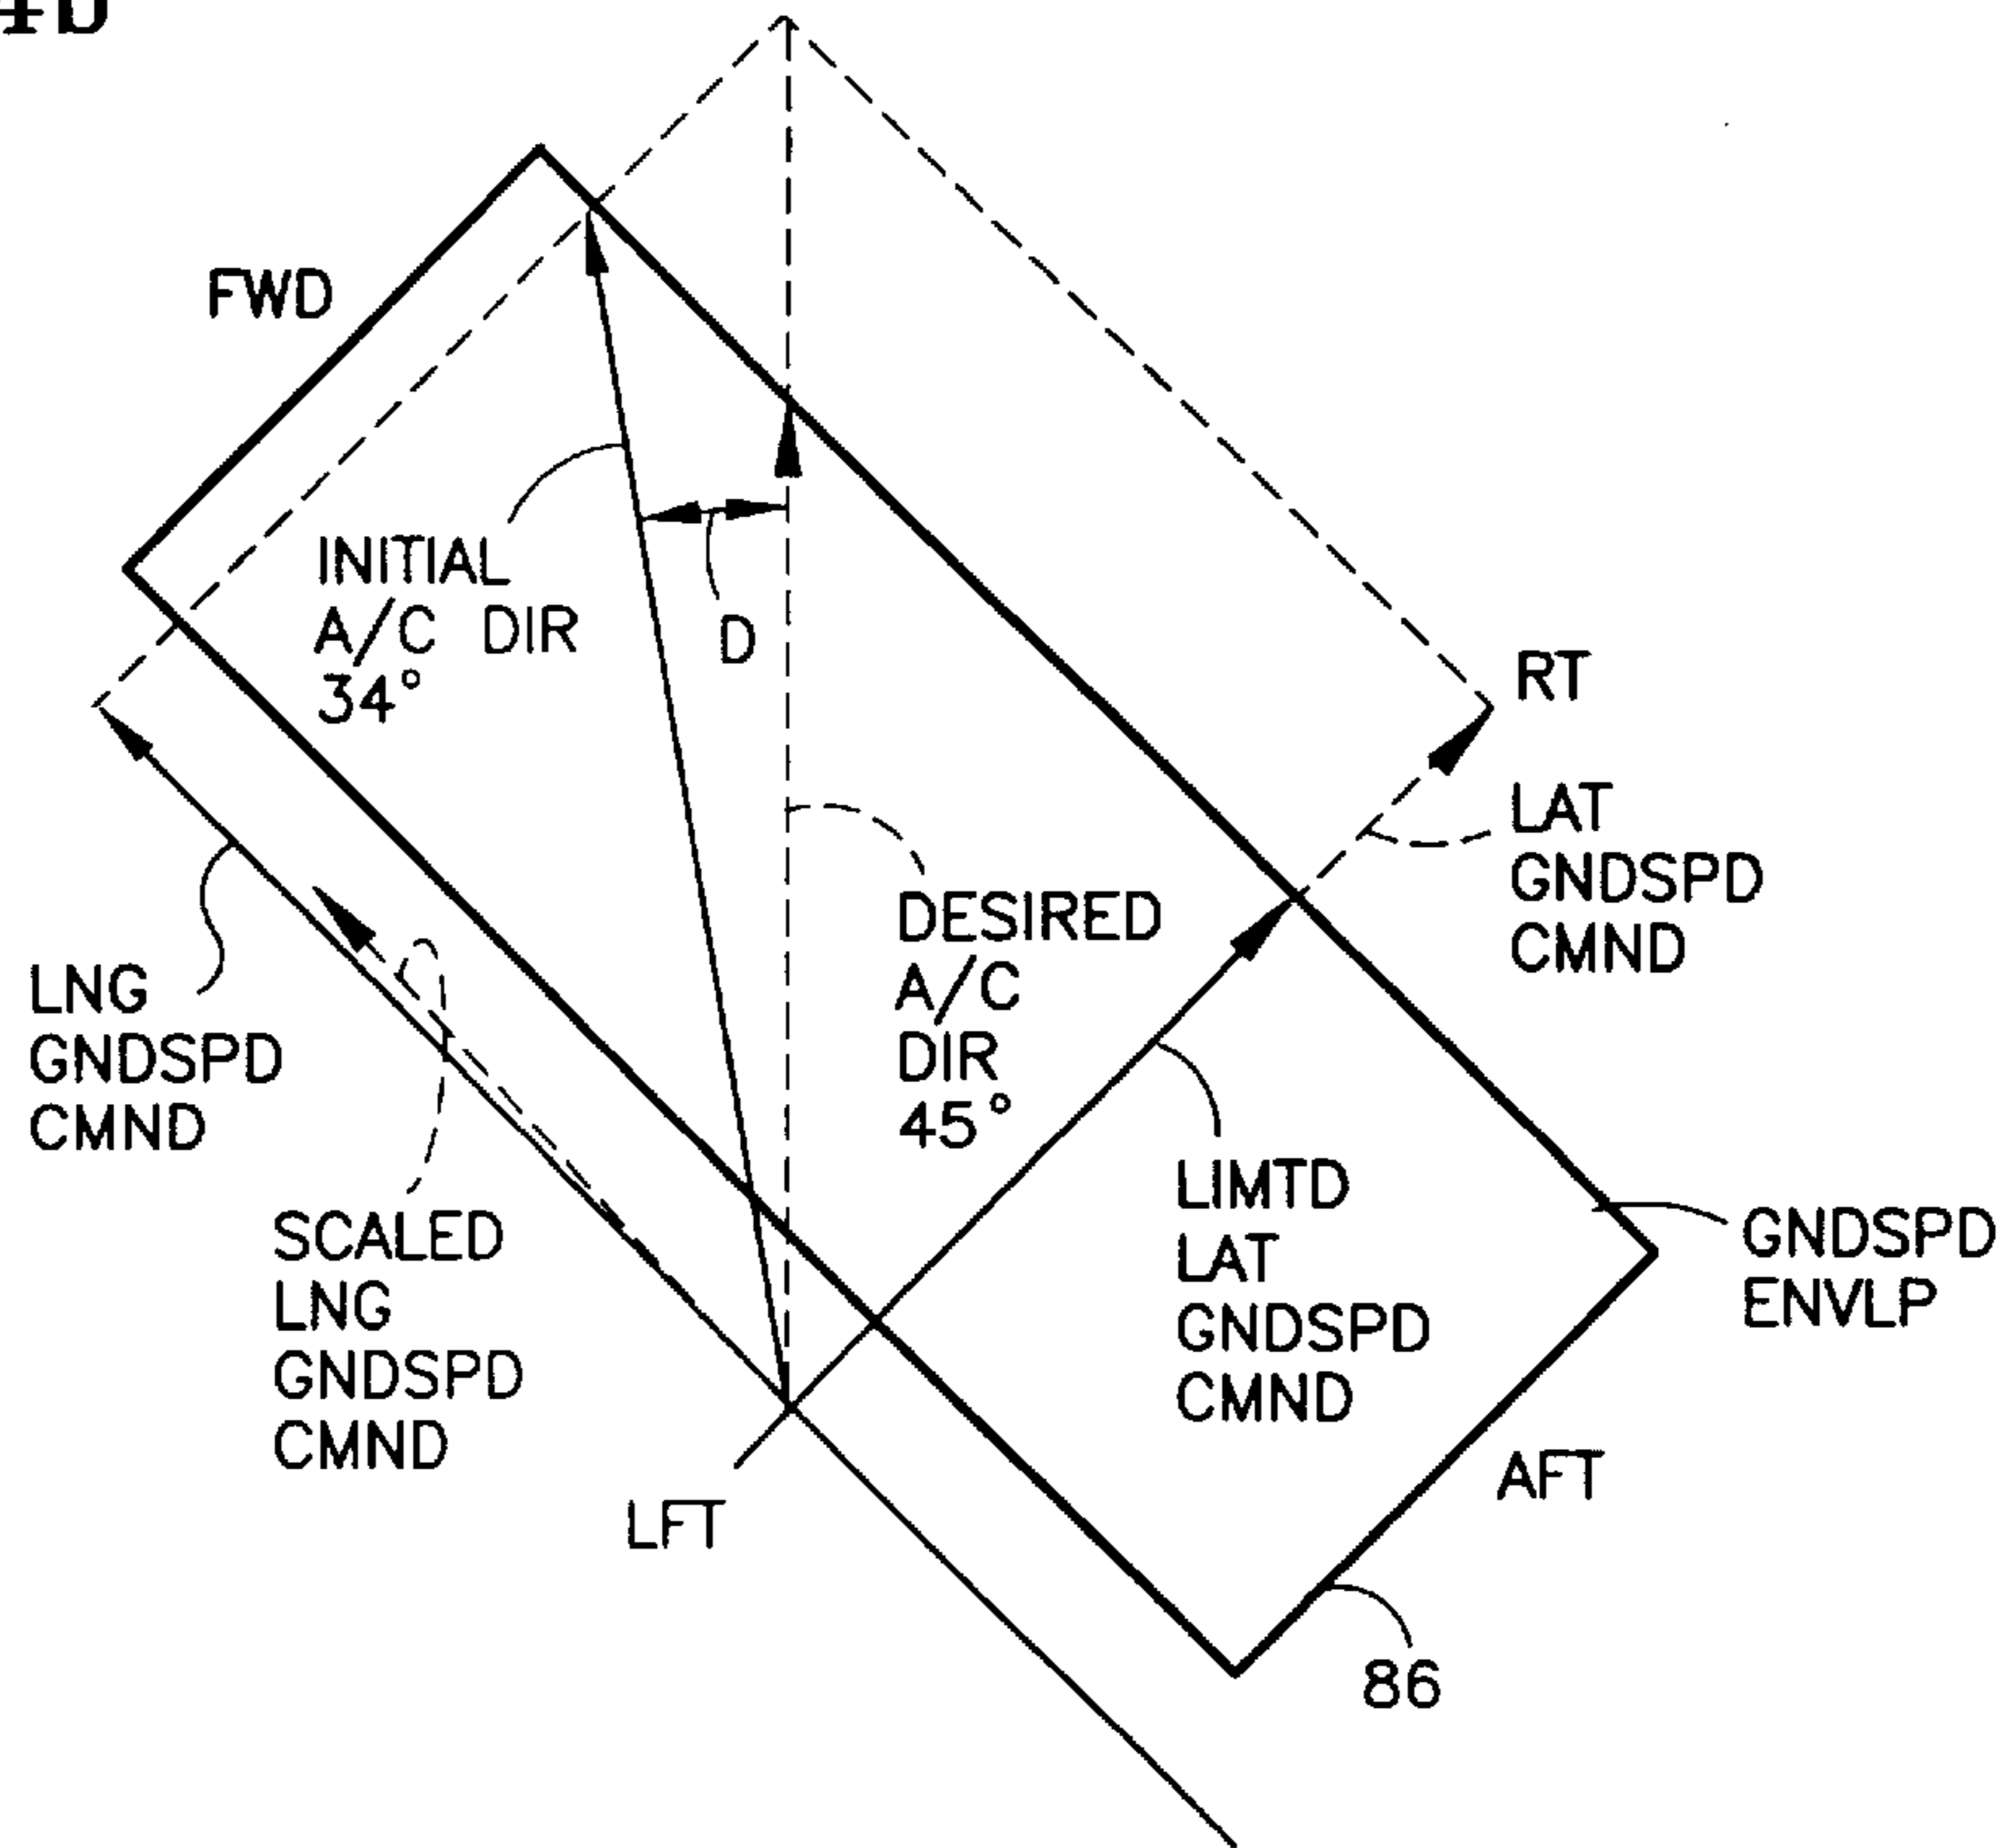 FWD
INITIAL
A/C DIR
34°
D
RT
LAT
GNDSPD
CMND
DESIRED
A/C
DIR
45°
LNG
GNDSPD
CMND
SCALED
LNG
GNDSPD
CMND
LIMTD
LAT
GNDSPD
CMND
GNDSPD
ENVLP
LFT
AFT
86